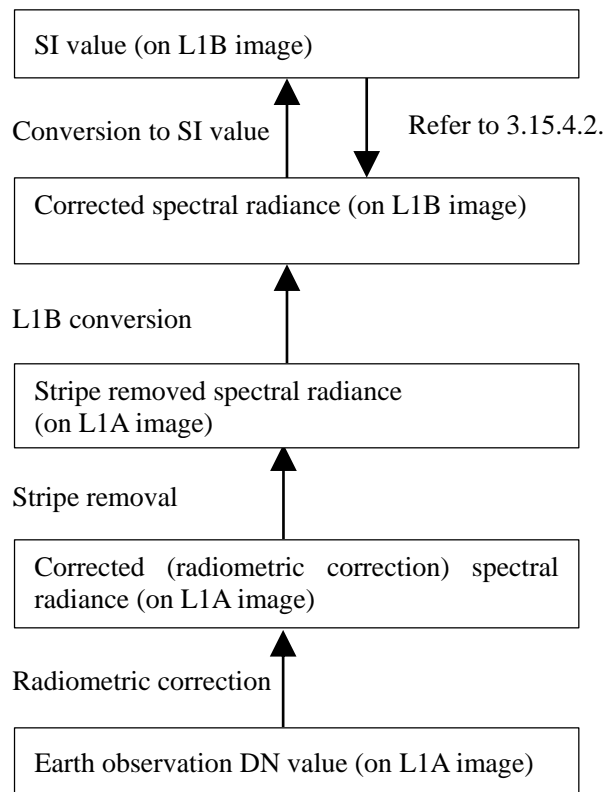 SI value (on L1B image)
Conversion to SI value
Refer to 3.15.4.2.
Corrected spectral radiance (on L1B image)
L1B conversion
Stripe removed spectral radiance
(on L1A image)
Stripe removal
Corrected (radiometric correction) spectral
radiance (on L1A image)
Radiometric correction
Earth observation DN value (on L1A image)